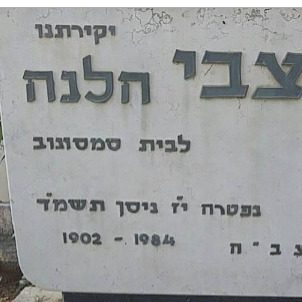 יקירתנו
צבי הלנה
לבית סמסונוב
נפטרה י"ז ניסן תשמ"ד
1902 - 1984
נ ב " ה